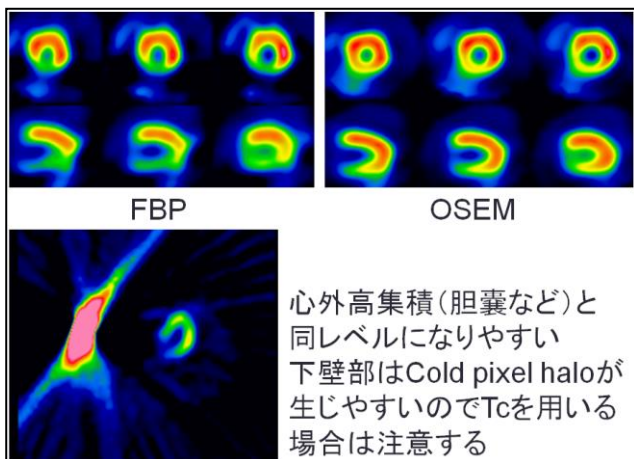 FBP
OSEM
心外高集積(胆嚢など)と
同レベルになりやすい
下壁部はCold pixel haloが
生じやすいのでTcを用いる
場合は注意する